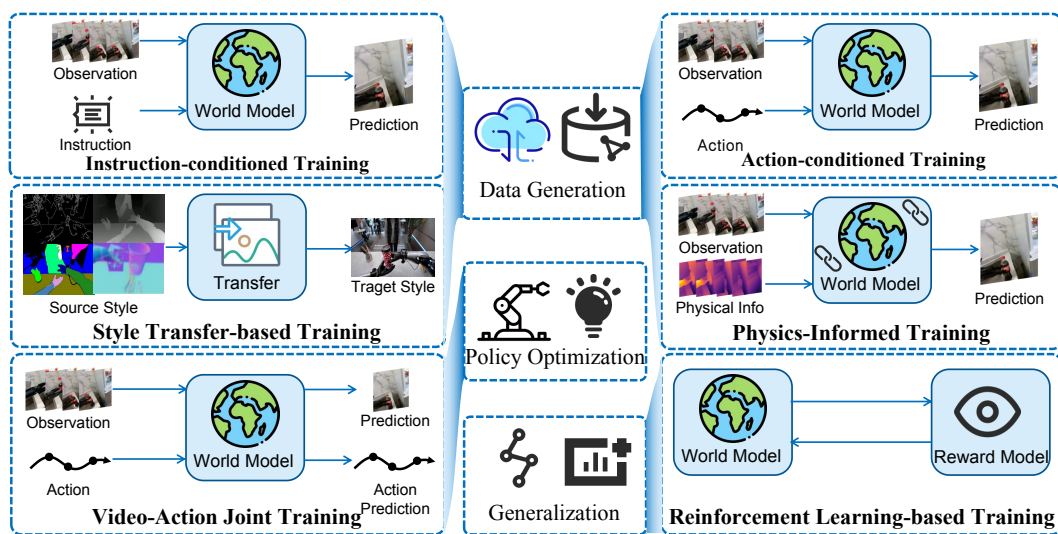 Observation
Instruction
World Model
Prediction
Instruction-conditioned Training
Source Style
Transfer
Traget Style
Style Transfer-based Training
Observation
Action
World Model
Prediction
Action
Prediction
Video-Action Joint Training
Data Generation
Policy Optimization
Generalization
Observation
Action
World Model
Prediction
Action-conditioned Training
Observation
Physical Info
World Model
Prediction
Physics-Informed Training
World Model
Reward Model
Reinforcement Learning-based Training